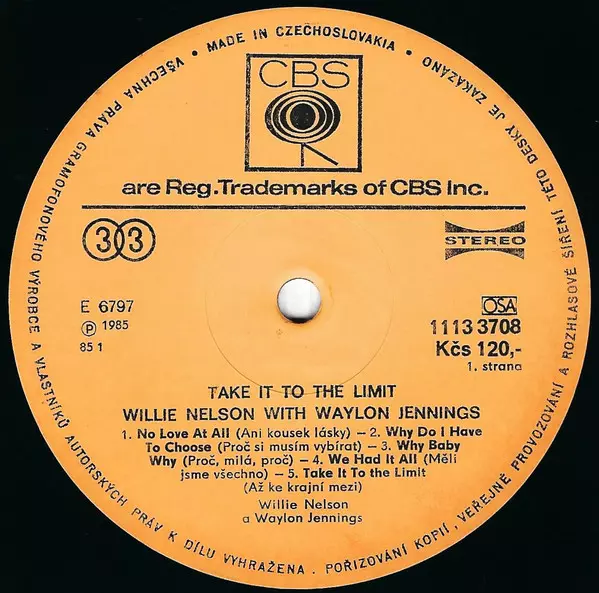 • MADE IN CZECHOSLOVAKIA •
VŠECHNA PRÁVA GRAMOFONOVÉHO VÝROBCE A VLASTNÍKŮ AUTORSKÝCH PRÁV K DÍLU VYHRAŽENA. POŘIZOVÁNÍ KOPIÍ, VEŘEJNÉ PROVOZOVÁNÍ A ROZHLASOVÉ ŠÍŘENÍ TÉTO DESKY JE ZAKÁZÁNO
CBS
are Reg.Trademarks of CBS Inc.
33
STEREO
E 6797
Ⓟ 1985
85 1
OSA
1113 3708
Kčs 120,-
1. strana
TAKE IT TO THE LIMIT
WILLIE NELSON WITH WAYLON JENNINGS
1. No Love At All (Ani kousek lásky) – 2. Why Do I Have
To Choose (Proč si musím vybírat) – 3. Why Baby
Why (Proč, milá, proč) – 4. We Had It All (Měli
jsme všechno) – 5. Take It To the Limit
(Až ke krajní mezi)
Willie Nelson
a Waylon Jennings